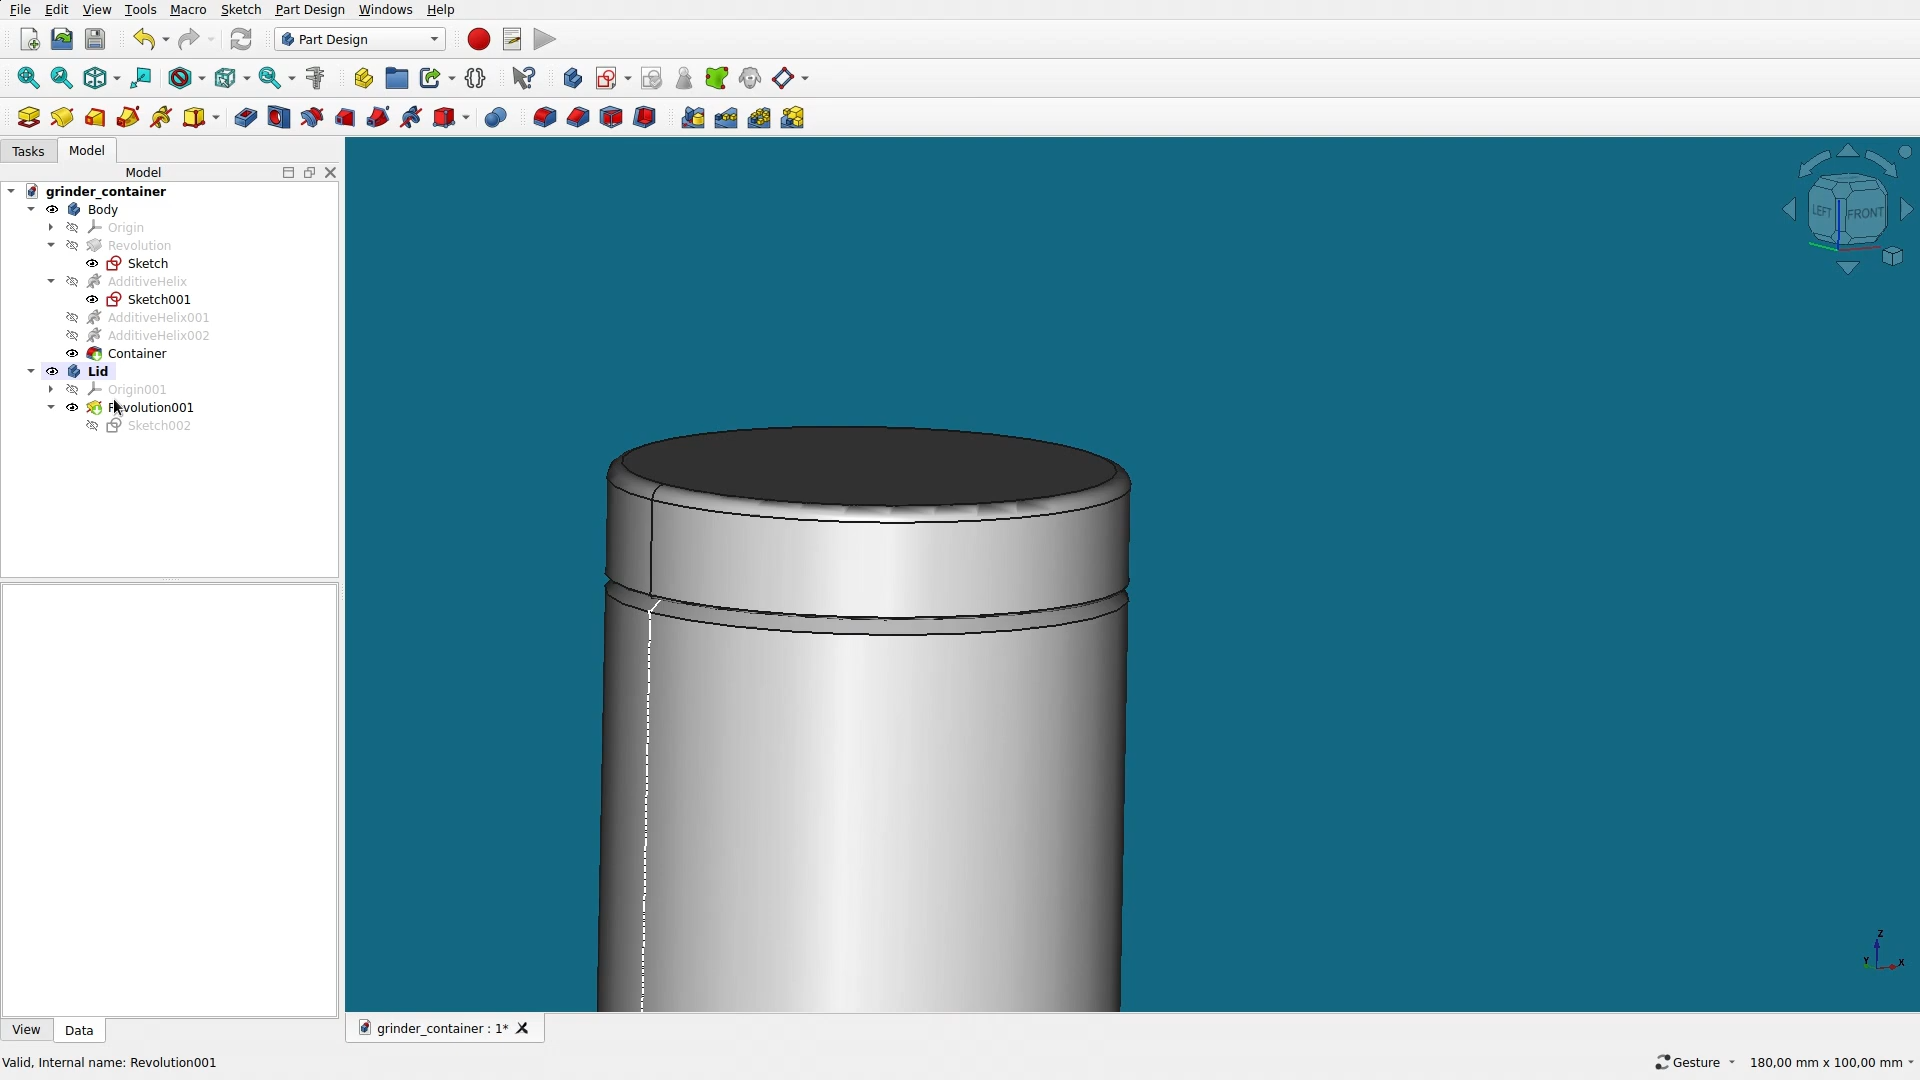 File Edit View Tools Macro Sketch Part Design Windows Help
Part Design
Tasks Model
Model
grinder_container
Body
Origin
Revolution
Sketch
AdditiveHelix
Sketch001
AdditiveHelix001
AdditiveHelix002
Container
Lid
Origin001
Revolution001
Sketch002
LEFT FRONT
Z
Y X
View Data
grinder_container : 1*
Valid, Internal name: Revolution001
Gesture 180,00 mm x 100,00 mm